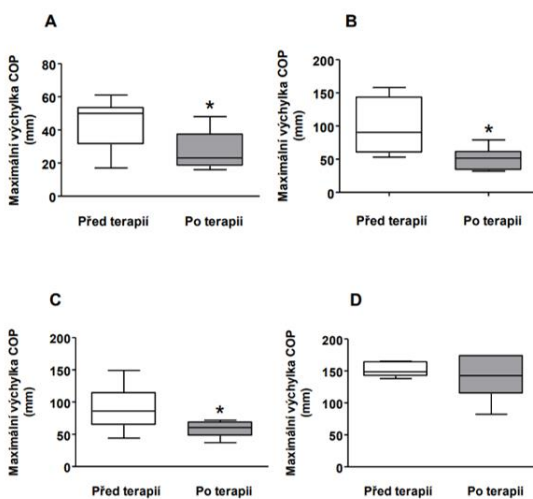 A
Maximální výchylka COP
(mm)
80
60
40
20
0
*
Před terapií
Po terapii
B
Maximální výchylka COP
(mm)
200
150
100
50
0
*
Před terapií
Po terapii
C
Maximální výchylka COP
(mm)
200
150
100
50
0
*
Před terapií
Po terapii
D
Maximální výchylka COP
(mm)
200
150
100
50
0
Před terapií
Po terapii